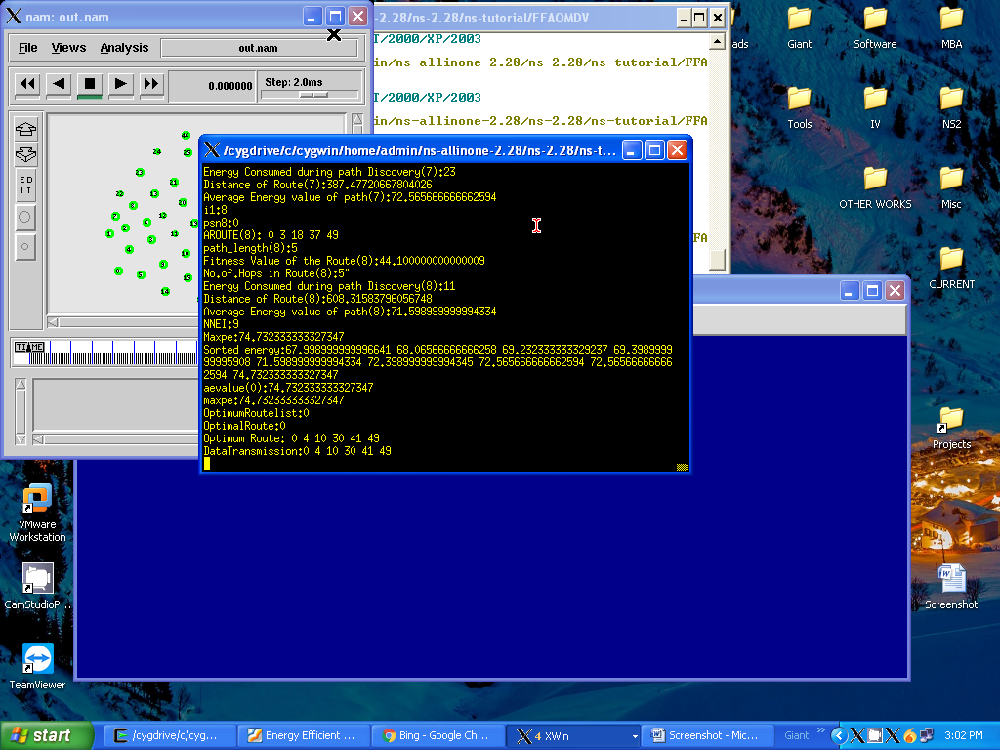 nam: out.nam
File Views Analysis
out.nam
0.000000
Step: 2.0ms
TIME
ED
IT
-2.28/ns-2.28/ns-tutorial/FFAOMDV
T/2000/XP/2003
in/ns-allinone-2.28/ns-2.28/ns-tutorial/FFA
T/2000/XP/2003
in/ns-allinone-2.28/ns-2.28/ns-tutorial/FFA
FA
FA
/cygdrive/c/cygwin/home/admin/ns-allinone-2.28/ns-2.28/ns-t...
Energy Consumed during path Discovery(7):23
Distance of Route(7):387.47720667804026
Average Energy value of path(7):72.565666666662594
i1:8
psn8:0
AROUTE(8): 0 3 18 37 49
path_length(8):5
Fitness Value of the Route(8):44.100000000000009
No.of.Hops in Route(8):5"
Energy Consumed during path Discovery(8):11
Distance of Route(8):608.31583796056748
Average Energy value of path(8):71.598999999994334
NNEI:9
Maxpe:74.732333333327347
Sorted energy:67.998999999996641 68.06566666666258 69.232333333329237 69.3989999
99995908 71.598999999994334 72.398999999994345 72.565666666662594 72.56566666666
2594 74.732333333327347
aevalue(0):74.732333333327347
maxpe:74.732333333327347
OptimumRoutelist:0
OptimalRoute:0
Optimum Route: 0 4 10 30 41 49
DataTransmission:0 4 10 30 41 49
ads
Giant
Software
MBA
Tools
IV
NS2
OTHER WORKS
Misc
CURRENT
Projects
Screenshot
VMware
Workstation
CamStudioP...
TeamViewer
start
/cygdrive/c/cyg...
Energy Efficient ...
Bing - Google Ch...
4 XWin
Screenshot - Mic...
Giant
3:02 PM